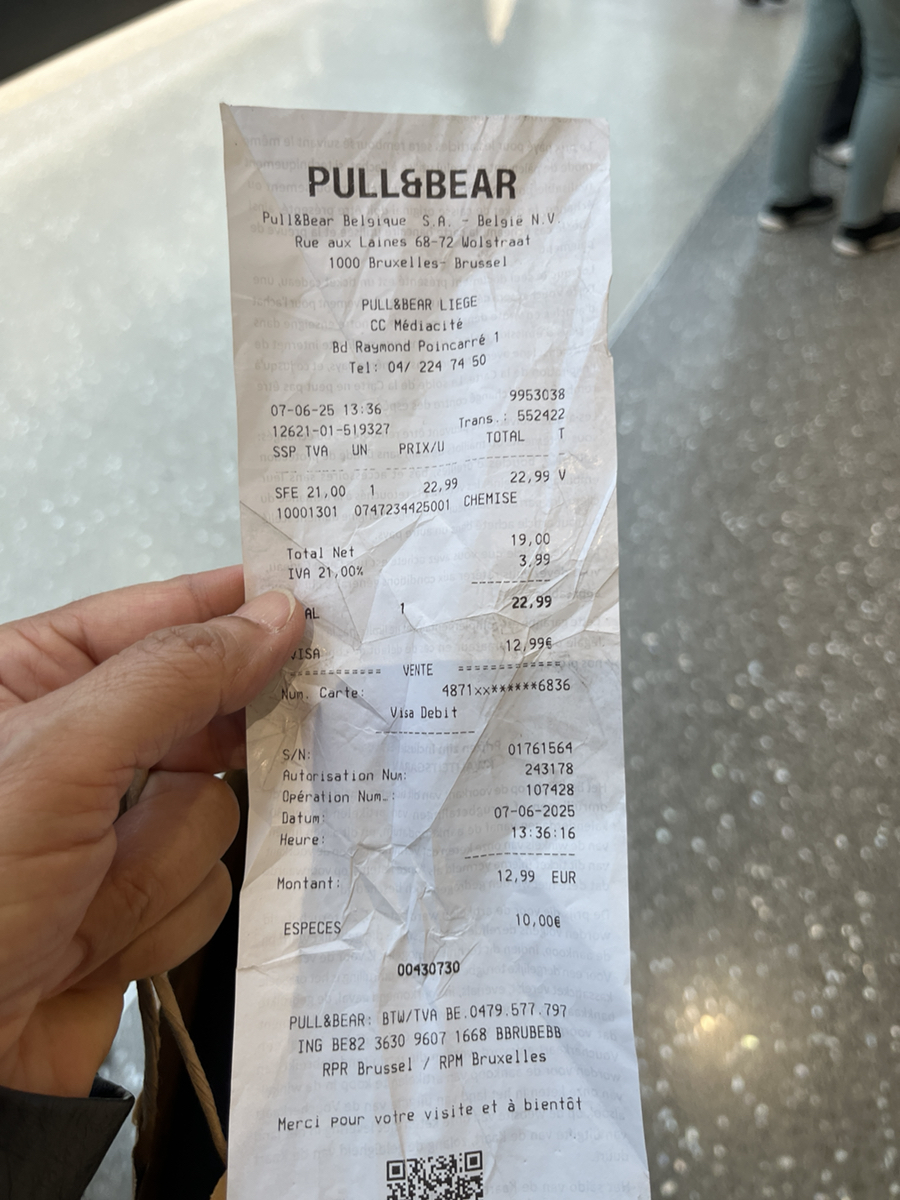 PULL&BEAR
Pull&Bear Belgique S.A. - België N.V.
Rue aux Laines 68-72 Wolstraat
1000 Bruxelles- Brussel
PULL&BEAR LIEGE
CC Médiacité
Bd Raymond Poincarré 1
Tel: 04/ 224 74 50
9953038
07-06-25 13:36
12621-01-519327 Trans.: 552422
SSP TVA UN PRIX/U TOTAL T
SFE 21,00 1 22,99 22,99 V
10001301 0747234425001 CHEMISE
Total Net 19,00
IVA 21,00% 3,99
AL 1 22,99
VISA 12,99€
=========== VENTE ============
Num. Carte: 4871xx******6836
Visa Debit
S/N: 01761564
Autorisation Num: 243178
Opération Num.: 107428
Datum: 07-06-2025
Heure: 13:36:16
Montant: 12,99 EUR
ESPECES 10,00€
00430730
PULL&BEAR: BTW/TVA BE.0479.577.797
ING BE82 3630 9607 1668 BBRUBEBB
RPR Brussel / RPM Bruxelles
Merci pour votre visite et à bientôt